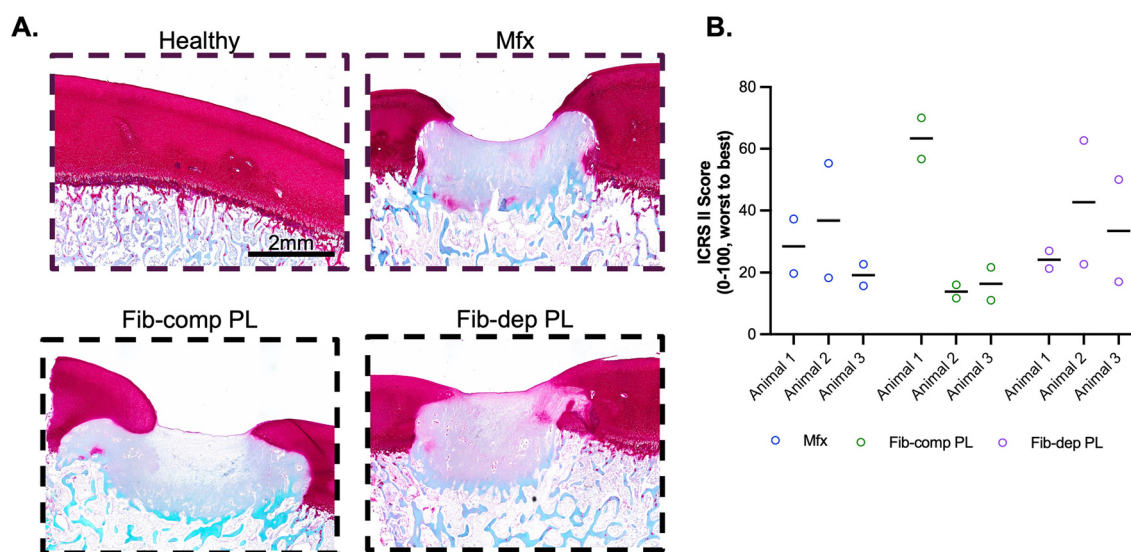 A.
Healthy
Mfx
2mm
Fib-comp PL
Fib-dep PL
B.
ICRS II Score
(0-100, worst to best)
80
60
40
20
0
Animal 1
Animal 2
Animal 3
Animal 1
Animal 2
Animal 3
Animal 1
Animal 2
Animal 3
Mfx
Fib-comp PL
Fib-dep PL